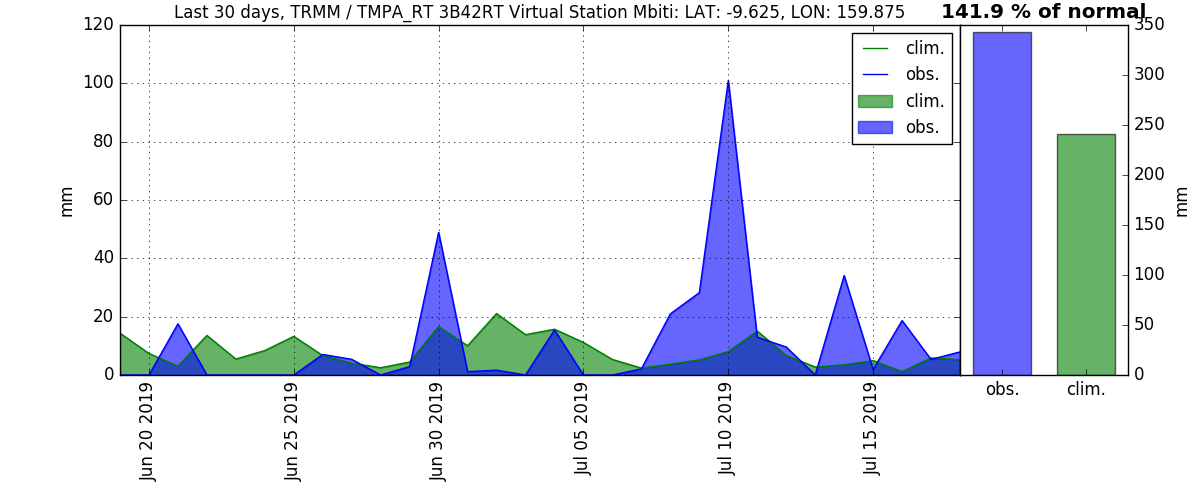 Last 30 days, TRMM / TMPA_RT 3B42RT Virtual Station Mbiti: LAT: -9.625, LON: 159.875
141.9 % of normal
120
100
80
60
40
20
0
mm
clim.
obs.
clim.
obs.
Jun 20 2019
Jun 25 2019
Jun 30 2019
Jul 05 2019
Jul 10 2019
Jul 15 2019
350
300
250
200
150
100
50
0
mm
obs.
clim.